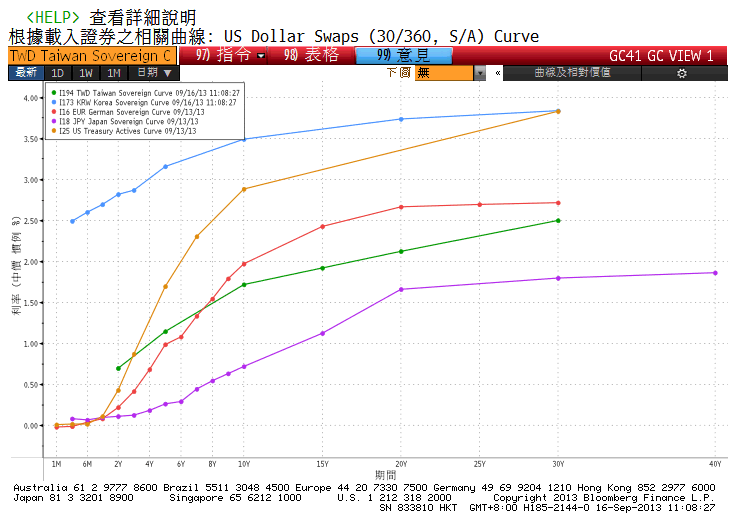 <HELP> 查看詳細說明
根據載入證券之相關曲線: US Dollar Swaps (30/360, S/A) Curve
TWD Taiwan Sovereign C 97) 指令 98) 表格 99) 意見 GC41 GC VIEW 1
最新 1D 1W 1M 日期 ▼ 下圖 無 « 曲線及相對價值
I194 TWD Taiwan Sovereign Curve 09/16/13 11:08:27
I173 KRW Korea Sovereign Curve 09/16/13 11:08:27
I16 EUR German Sovereign Curve 09/13/13
I18 JPY Japan Sovereign Curve 09/13/13
I25 US Treasury Actives Curve 09/13/13
4.00
3.50
3.00
2.50
2.00
1.50
1.00
0.50
0.00
利率 (中價 慣例 %)
1M 6M 2Y 4Y 6Y 8Y 10Y 15Y 20Y 25Y 30Y 40Y
期間
Australia 61 2 9777 8600 Brazil 5511 3048 4500 Europe 44 20 7330 7500 Germany 49 69 9204 1210 Hong Kong 852 2977 6000
Japan 81 3 3201 8900 Singapore 65 6212 1000 U.S. 1 212 318 2000 Copyright 2013 Bloomberg Finance L.P.
SN 833810 HKT GMT+8:00 H185-2144-0 16-Sep-2013 11:08:27